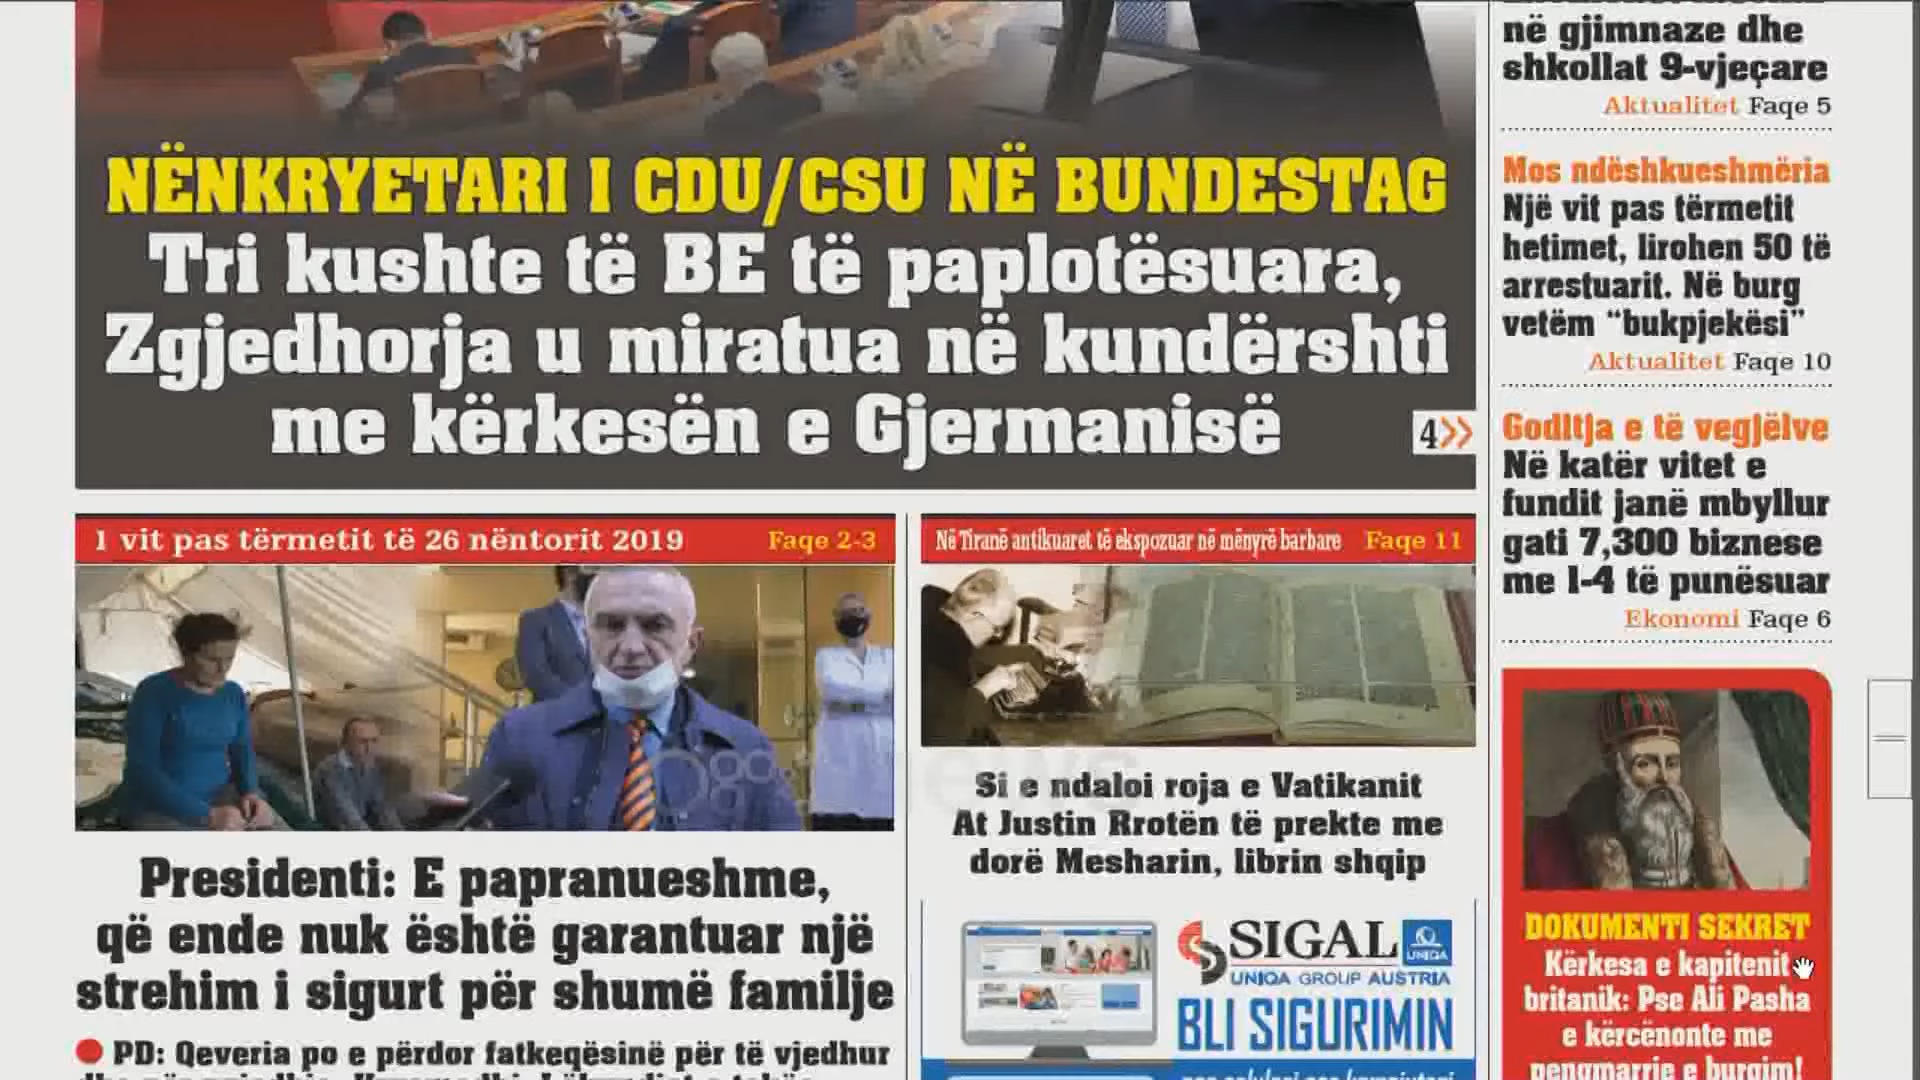 NËNKRYETARI I CDU/CSU NË BUNDESTAG
Tri kushte të BE të paplotësuara,
Zgjedhorja u miratua në kundërshti
me kërkesën e Gjermanisë
4>>
1 vit pas tërmetit të 26 nëntorit 2019 Faqe 2-3
Presidenti: E papranueshme,
që ende nuk është garantuar një
strehim i sigurt për shumë familje
PD: Qeveria po e përdor fatkeqësinë për të vjedhur
Në Tiranë antikuaret të ekspozuar në mënyrë barbare Faqe 11
Si e ndaloi roja e Vatikanit
At Justin Rrotën të prekte me
dorë Mesharin, librin shqip
SIGAL
UNIQA
UNIQA GROUP AUSTRIA
BLI SIGURIMIN
në gjimnaze dhe
shkollat 9-vjeçare
Aktualitet Faqe 5
Mos ndëshkueshmëria
Një vit pas tërmetit
hetimet, lirohen 50 të
arrestuarit. Në burg
vetëm “bukpjekësi”
Aktualitet Faqe 10
Goditja e të vegjëlve
Në katër vitet e
fundit janë mbyllur
gati 7,300 biznese
me 1-4 të punësuar
Ekonomi Faqe 6
DOKUMENTI SEKRET
Kërkesa e kapitenit
britanik: Pse Ali Pasha
e kërcënonte me
pengmarrje e burgim!